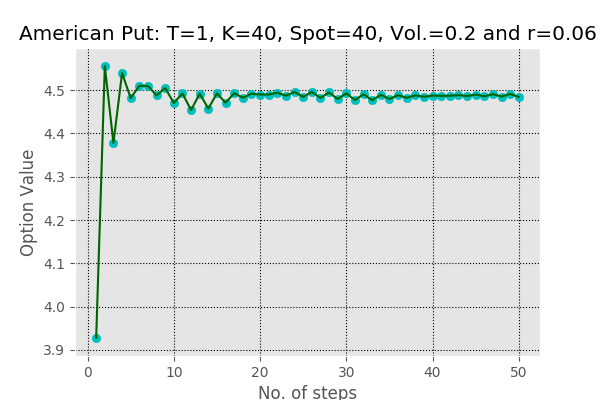 American Put: T=1, K=40, Spot=40, Vol.=0.2 and r=0.06
Option Value
4.5
4.4
4.3
4.2
4.1
4.0
3.9
0 10 20 30 40 50
No. of steps